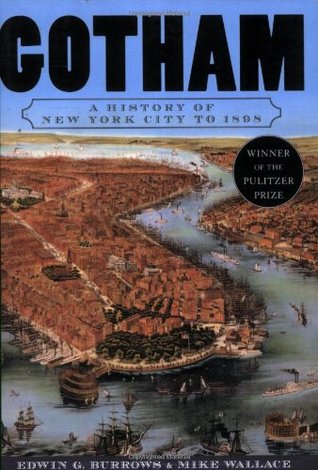 GOTHAM
A HISTORY OF
NEW YORK CITY TO 1898
WINNER
OF THE
PULITZER
PRIZE
EDWIN G. BURROWS & MIKE WALLACE